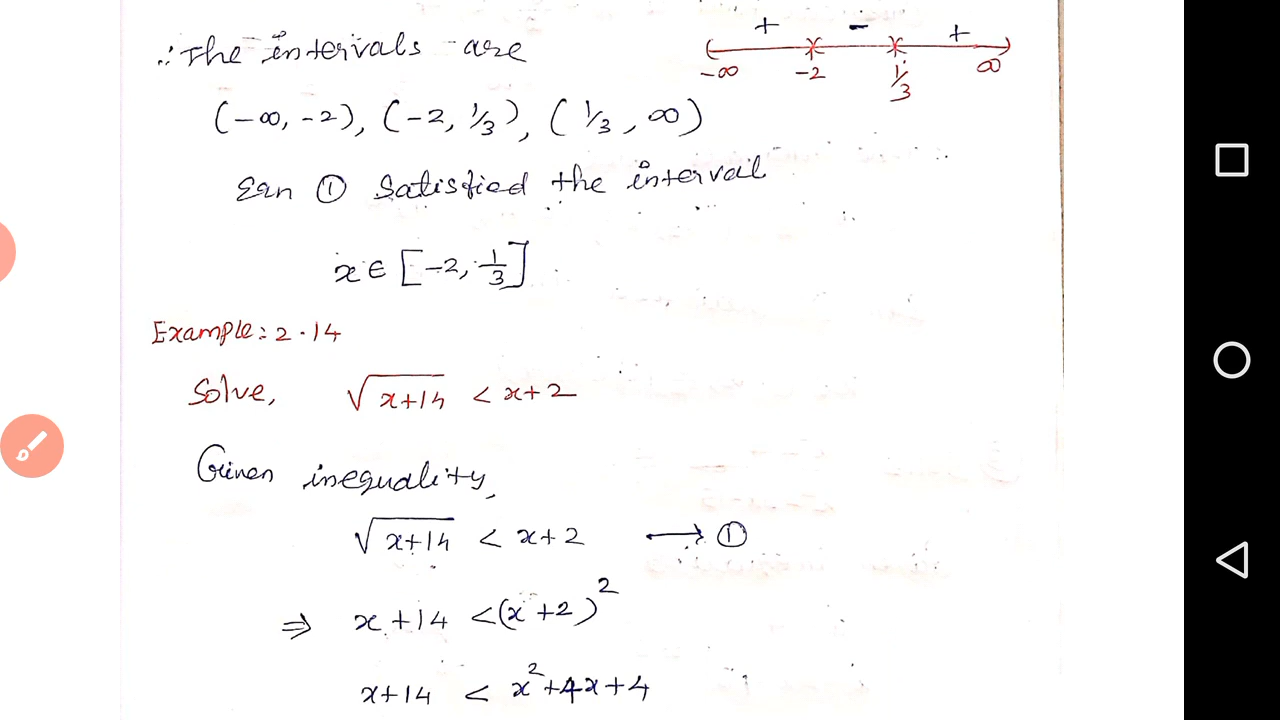 ∴ The intervals are
+ - +
-∞ -2 1/3 ∞
(-∞, -2), (-2, 1/3), (1/3, ∞)
Eqn ① Satisfied the interval
x ∈ [-2, 1/3]
Example: 2.14
Solve, √(x+14) < x+2
Given inequality,
√(x+14) < x+2 → ①
⇒ x+14 < (x+2)²
x+14 < x²+4x+4